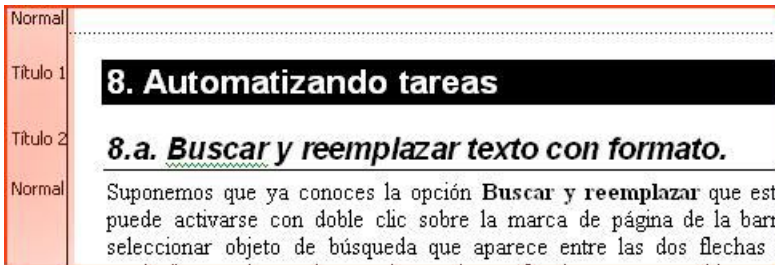 Normal
Título 1
8. Automatizando tareas
Título 2
8.a. Buscar y reemplazar texto con formato.
Normal
Suponemos que ya conoces la opción Buscar y reemplazar que
puede activarse con doble clic sobre la marca de página de la
seleccionar objeto de búsqueda que aparece entre las dos flechas